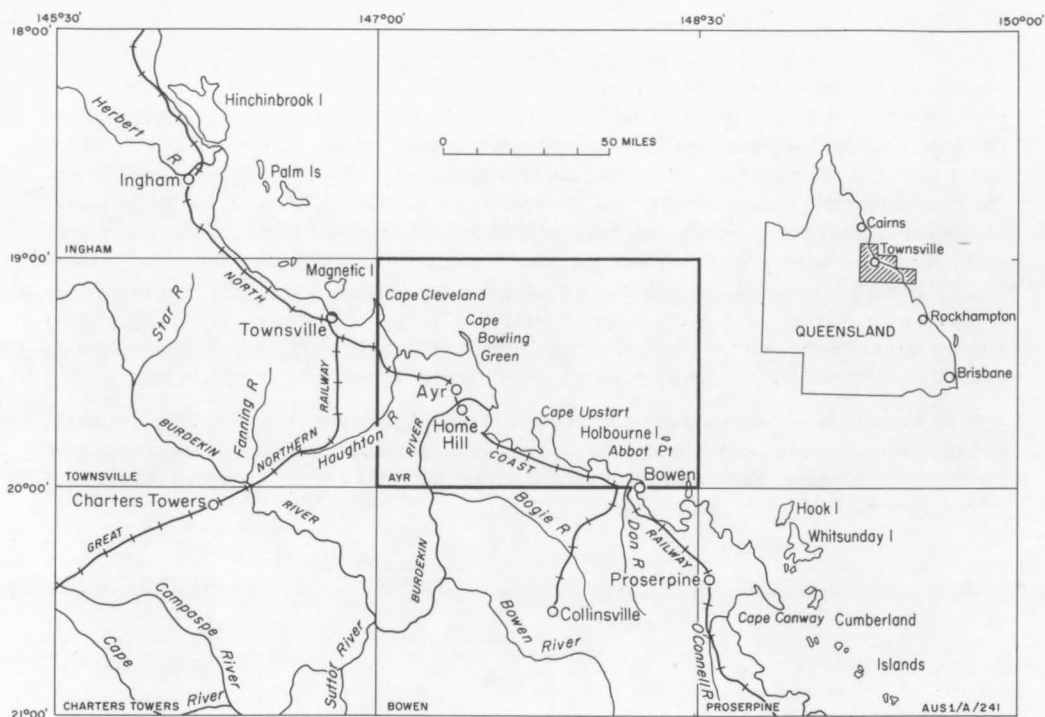 145°30'
147°00'
148°30'
150°00'
18°00'
Herbert R
Hinchinbrook I
Ingham
Palm Is
0 50 MILES
INGHAM
19°00'
Magnetic I
Cape Cleveland
NORTH COAST RAILWAY
Townsville
Star R
Cape Bowling Green
RAILWAY
Ayr
Home Hill
Fanning R
Haughton R
Cape Upstart
Holbourne I
Abbot Pt
Bowen
BURDEKIN RIVER
GREAT NORTHERN
TOWNSVILLE
AYR
20°00'
Charters Towers
BURDEKIN RIVER
Bogie R
Don R
Hook I
Whitsunday I
Proserpine
Collinsville
Campaspe River
Cape River
Suttor River
Bowen River
Cape Conway
Cumberland Islands
O'Connell R
21°00'
CHARTERS TOWERS
BOWEN
PROSERPINE
AUS 1/A/241
Cairns
Townsville
QUEENSLAND
Rockhampton
Brisbane